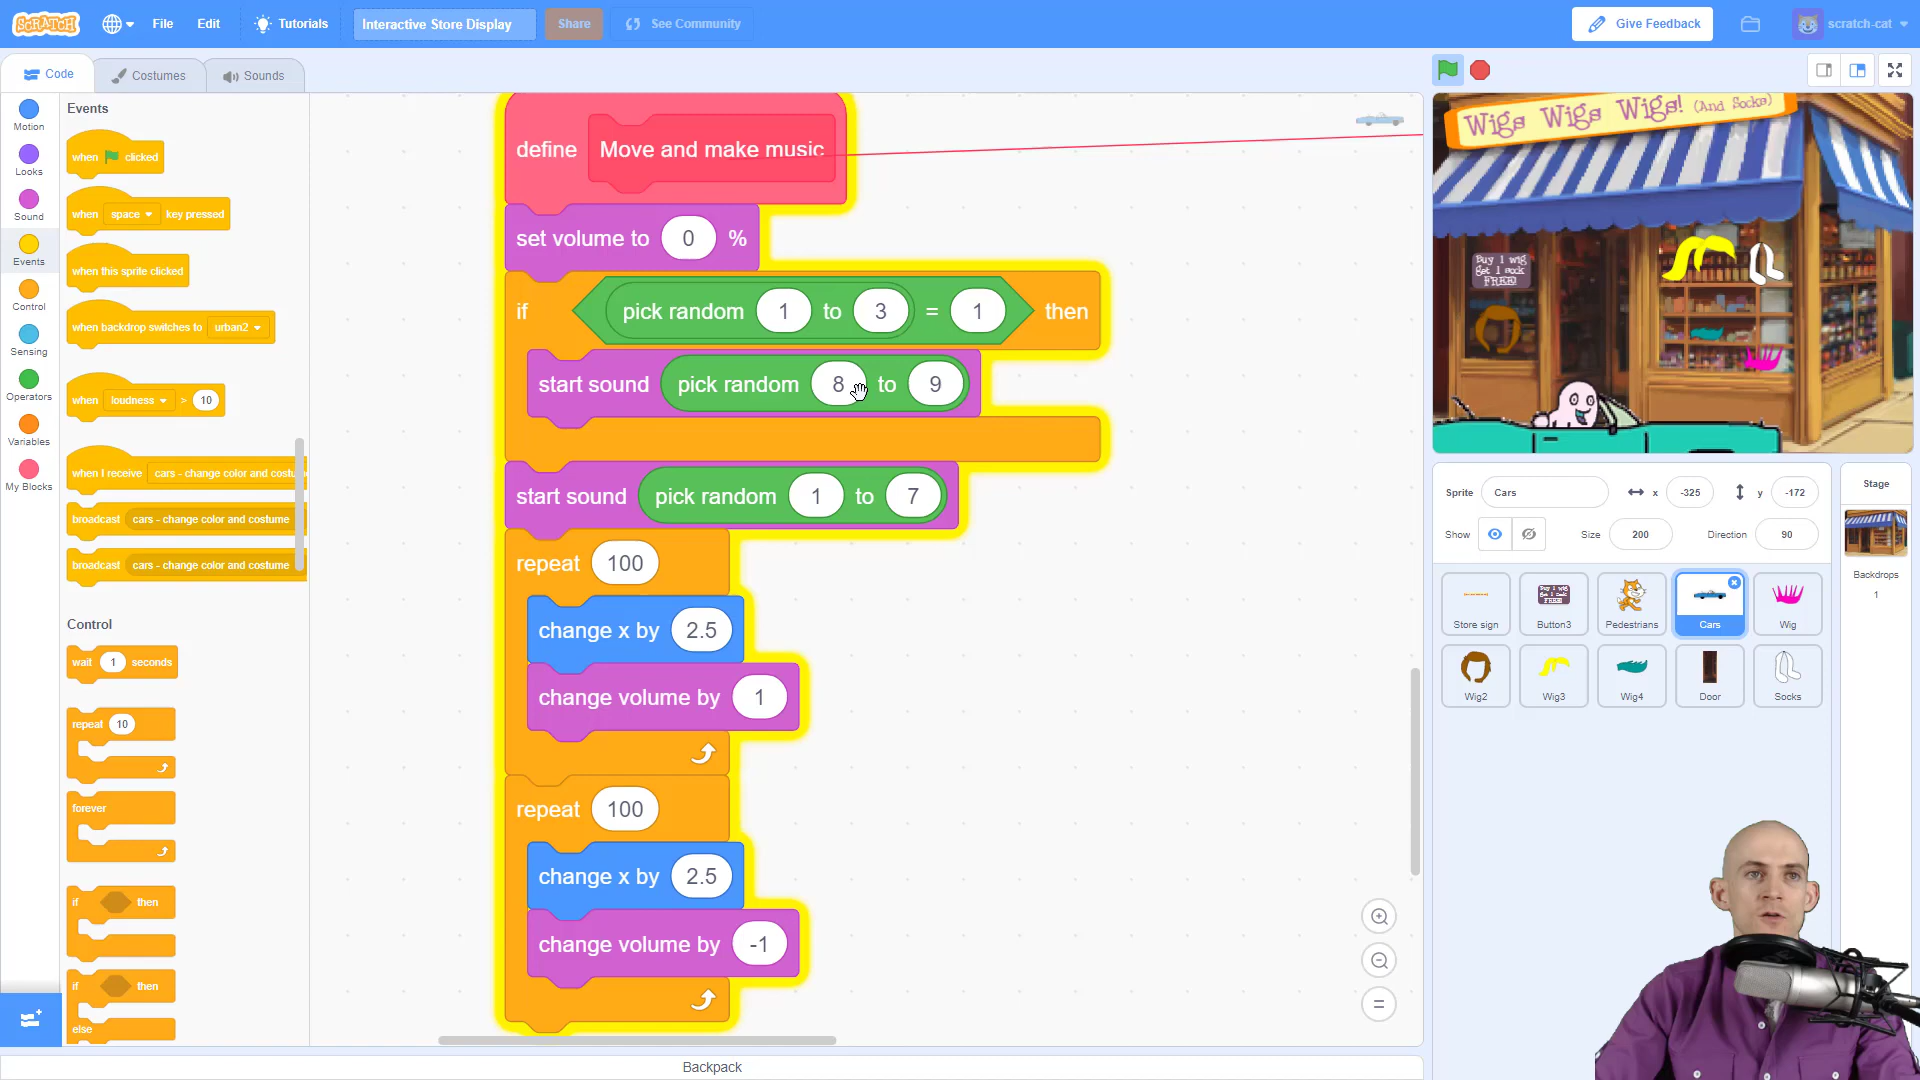 SCRATCH File Edit Tutorials Interactive Store Display Share See Community Give Feedback scratch-cat
Code Costumes Sounds
Motion
Looks
Sound
Events
Control
Sensing
Operators
Variables
My Blocks
Events
when clicked
when space key pressed
when this sprite clicked
when backdrop switches to urban2
when loudness > 10
when I receive cars - change color and costu
broadcast cars - change color and costume
broadcast cars - change color and costume
Control
wait 1 seconds
repeat 10
forever
if then
if then
else
define Move and make music
set volume to 0 %
if pick random 1 to 3 = 1 then
start sound pick random 8 to 9
start sound pick random 1 to 7
repeat 100
change x by 2.5
change volume by 1
repeat 100
change x by 2.5
change volume by -1
Backpack
Wigs Wigs Wigs! (And Socks)
Buy 1 wig
get 1 sock
FREE!
Sprite Cars x -325 y -172
Show Size 200 Direction 90
Stage
Backdrops
1
Buy 1 wig
get 1 sock
FREE!
Store sign Button3 Pedestrians Cars Wig
Wig2 Wig3 Wig4 Door Socks